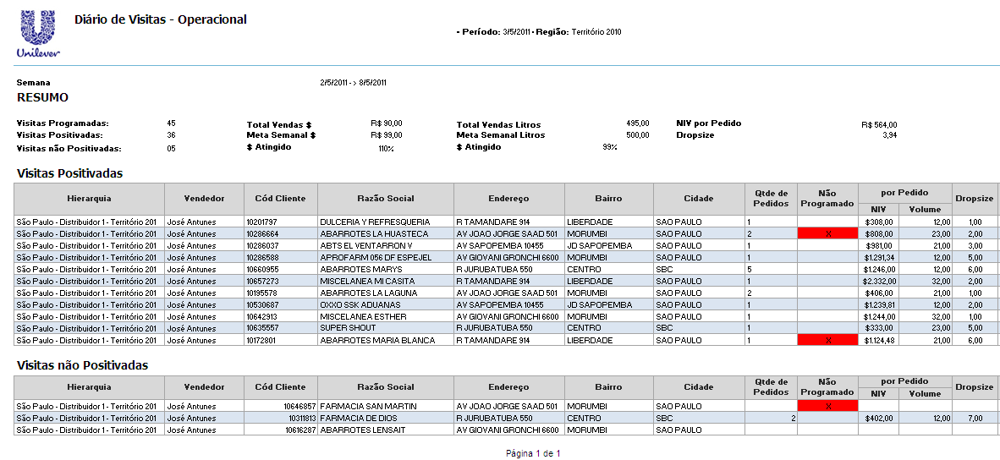 Diário de Visitas - Operacional
- Período: 3/5/2011 - Região: Território 2010
Unilever
Semana 2/5/2011 -> 8/5/2011
RESUMO
Visitas Programadas: 45 Total Vendas $ R$ 90,00 Total Vendas Litros 495,00 NIV por Pedido R$ 564,00
Visitas Positivadas: 36 Meta Semanal $ R$ 99,00 Meta Semanal Litros 500,00 Dropsize 3,94
Visitas não Positivadas: 05 $ Atingido 110% $ Atingido 99%
Visitas Positivadas
Hierarquia Vendedor Cód Cliente Razão Social Endereço Bairro Cidade Qtde de Pedidos Não Programado por Pedido NIV Volume Dropsize
São Paulo - Distribuidor 1 - Território 201 José Antunes 10201797 DULCERIA Y REFRESQUERIA R TAMANDARE 914 LIBERDADE SAO PAULO 1 $308,00 12,00 1,00
São Paulo - Distribuidor 1 - Território 201 José Antunes 10286664 ABARROTES LA HUASTECA AV JOAO JORGE SAAD 501 MORUMBI SAO PAULO 2 X $808,00 23,00 2,00
São Paulo - Distribuidor 1 - Território 201 José Antunes 10286037 ABTS EL VENTARRON V AV SAPOPEMBA 10455 JD SAPOPEMBA SAO PAULO 1 $981,00 21,00 3,00
São Paulo - Distribuidor 1 - Território 201 José Antunes 10286588 APROFARM 056 DF ESPEJEL AV GIOVANI GRONCHI 6600 MORUMBI SAO PAULO 1 $1.291,34 12,00 5,00
São Paulo - Distribuidor 1 - Território 201 José Antunes 10660955 ABARROTES MARYS R JURUBATUBA 550 CENTRO SBC 5 $1.246,00 12,00 6,00
São Paulo - Distribuidor 1 - Território 201 José Antunes 10657273 MISCELANEA MI CASITA R TAMANDARE 914 LIBERDADE SAO PAULO 1 $2.332,00 32,00 2,00
São Paulo - Distribuidor 1 - Território 201 José Antunes 10195578 ABARROTES LA LAGUNA AV JOAO JORGE SAAD 501 MORUMBI SAO PAULO 2 $406,00 21,00 1,00
São Paulo - Distribuidor 1 - Território 201 José Antunes 10530687 OXXO SSK ADUANAS AV SAPOPEMBA 10455 JD SAPOPEMBA SAO PAULO 1 $1.239,81 12,00 2,00
São Paulo - Distribuidor 1 - Território 201 José Antunes 10642913 MISCELANEA ESTHER AV GIOVANI GRONCHI 6600 MORUMBI SAO PAULO 1 $1.244,00 32,00 1,00
São Paulo - Distribuidor 1 - Território 201 José Antunes 10635557 SUPER SHOUT R JURUBATUBA 550 CENTRO SBC 1 $333,00 23,00 5,00
São Paulo - Distribuidor 1 - Território 201 José Antunes 10172801 ABARROTES MARIA BLANCA R TAMANDARE 914 LIBERDADE SAO PAULO 1 X $1.124,48 21,00 6,00
Visitas não Positivadas
Hierarquia Vendedor Cód Cliente Razão Social Endereço Bairro Cidade Qtde de Pedidos Não Programado por Pedido NIV Volume Dropsize
São Paulo - Distribuidor 1 - Território 201 José Antunes 10646857 FARMACIA SAN MARTIN AV JOAO JORGE SAAD 501 MORUMBI SAO PAULO X
São Paulo - Distribuidor 1 - Território 201 José Antunes 10311813 FARMACIA DE DIOS R JURUBATUBA 550 CENTRO SBC 2 $402,00 12,00 7,00
São Paulo - Distribuidor 1 - Território 201 José Antunes 10616287 ABARROTES LENSAIT AV GIOVANI GRONCHI 6600 MORUMBI SAO PAULO
Página 1 de 1